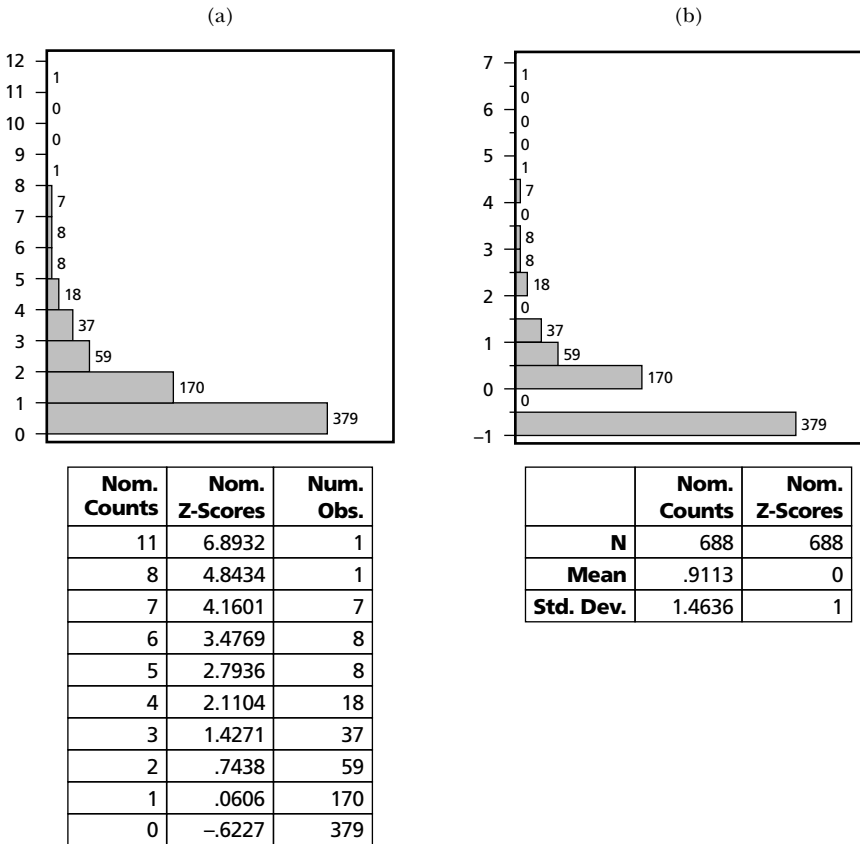 (a)
12
11
10
9
8
7
6
5
4
3
2
1
0
1
0
0
1
7
8
8
18
37
59
170
379
(b)
7
6
5
4
3
2
1
0
−1
1
0
0
0
1
7
0
8
8
18
0
37
59
170
0
379
Nom. Counts Nom. Z-Scores Num. Obs.
11 6.8932 1
8 4.8434 1
7 4.1601 7
6 3.4769 8
5 2.7936 8
4 2.1104 18
3 1.4271 37
2 .7438 59
1 .0606 170
0 −.6227 379
Nom. Counts Nom. Z-Scores
N 688 688
Mean .9113 0
Std. Dev. 1.4636 1